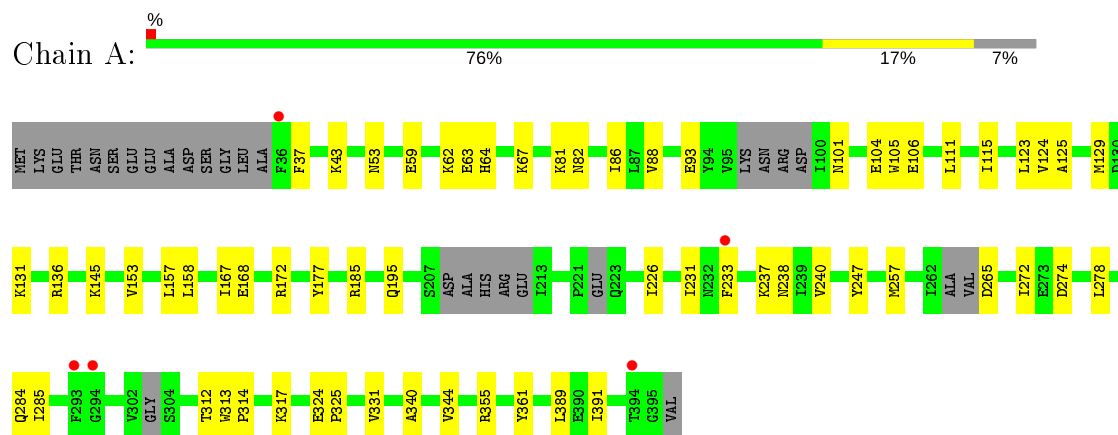 %
Chain A:
76% 17% 7%
MET LYS GLU THR ASN SER GLU GLU ALA ASP SER GLY LEU ALA F36 F37 K43 N53 E59 K62 E63 H64 K67 K81 N82 I86 L87 V88 E93 Y94 V95 LYS ASN ARG ASP I100 N101 E104 W105 E106 L111 I115 L123 V124 A125 M129 D130
K131 R136 K145 V153 L157 L158 I167 E168 R172 Y177 R185 Q195 S207 ASP ALA HIS ARG GLU I213 P221 GLU Q223 I226 I231 N232 F233 K237 N238 I239 V240 Y247 M257 I262 ALA VAL D265 I272 E273 D274 L278
Q284 I285 F293 G294 V302 GLY S304 T312 W313 P314 K317 E324 P325 V331 A340 V344 R355 Y361 L389 E390 I391 T394 G395 VAL